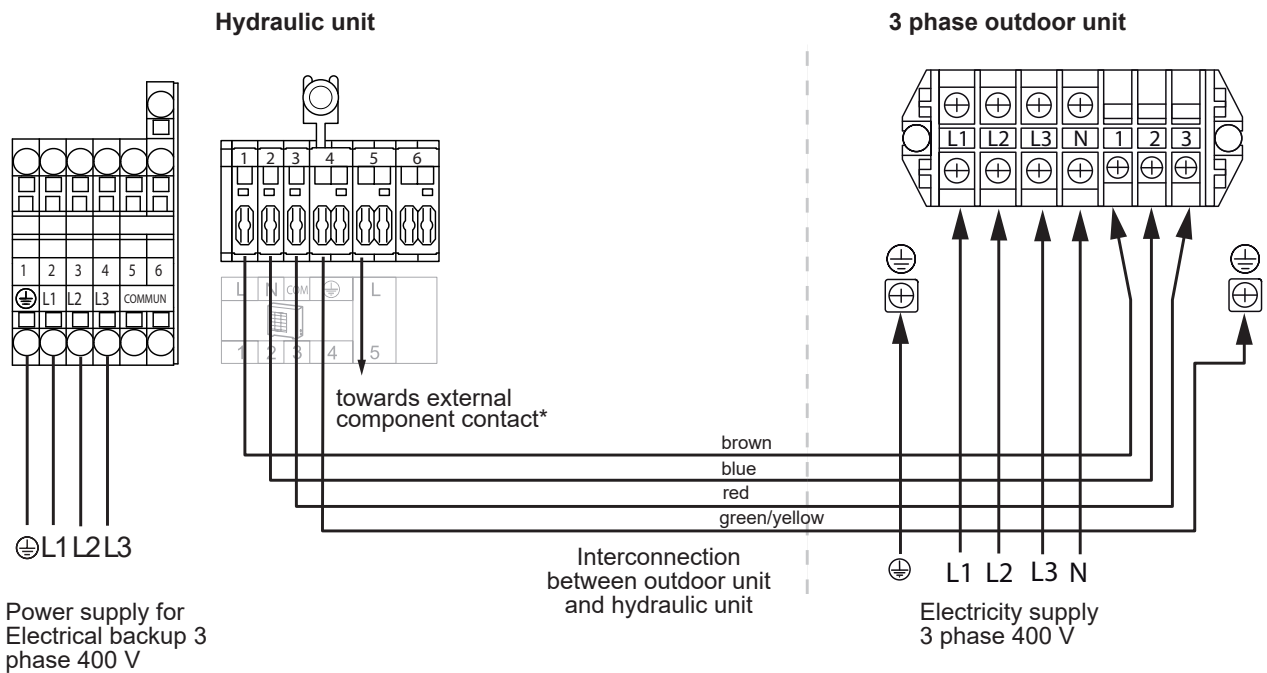 Hydraulic unit
3 phase outdoor unit
1 2 3 4 5 6
L1 L2 L3 N 1 2 3
1 2 3 4 5 6
L1 L2 L3 COMMUN
L N COM L
1 2 3 4 5
towards external
component contact*
brown
blue
red
green/yellow
L1 L2 L3
Interconnection
between outdoor unit
and hydraulic unit
L1 L2 L3 N
Power supply for
Electrical backup 3
phase 400 V
Electricity supply
3 phase 400 V